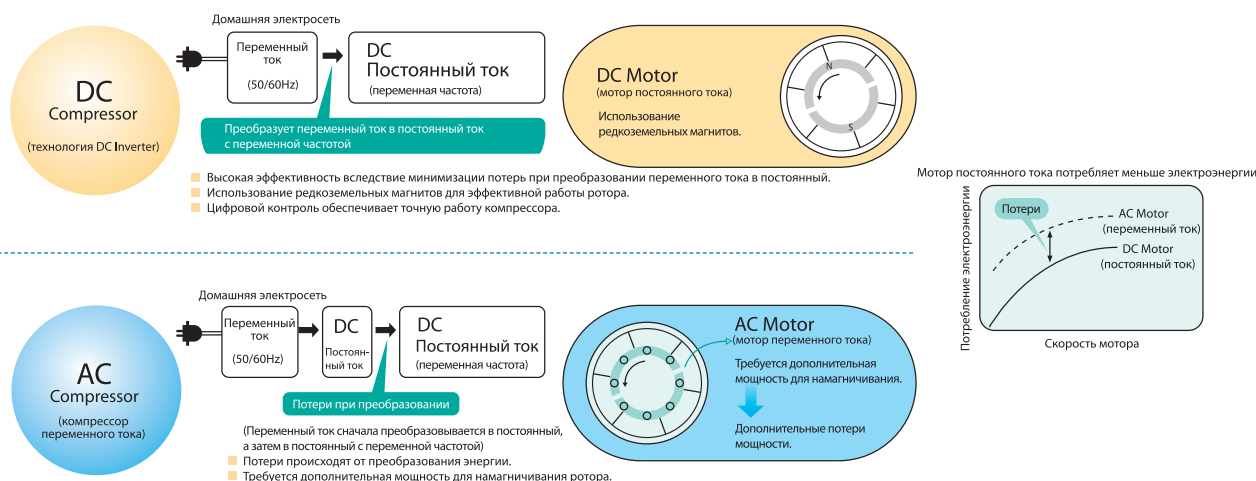 Домашняя электросеть
DC
Compressor
(технология DC Inverter)
Переменный
ток
(50/60Hz)
DC
Постоянный ток
(переменная частота)
Преобразует переменный ток в постоянный ток
с переменной частотой
DC Motor
(мотор постоянного тока)
Использование
редкоземельных магнитов.
N
S
Высокая эффективность вследствие минимизации потерь при преобразовании переменного тока в постоянный.
Использование редкоземельных магнитов для эффективной работы ротора.
Цифровой контроль обеспечивает точную работу компрессора.
Мотор постоянного тока потребляет меньше электроэнергии
Потребление электроэнергии
Потери
AC Motor
(переменный ток)
DC Motor
(постоянный ток)
Скорость мотора
Домашняя электросеть
AC
Compressor
(компрессор
переменного тока)
Переменный
ток
(50/60Hz)
DC
Постоян-
ный ток
DC
Постоянный ток
(переменная частота)
Потери при преобразовании
(Переменный ток сначала преобразовывается в постоянный,
а затем в постоянный с переменной частотой)
Потери происходят от преобразования энергии.
Требуется дополнительная мощность для намагничивания ротора.
AC Motor
(мотор переменного тока)
Требуется дополнительная
мощность для намагничивания.
Дополнительные потери
мощности.